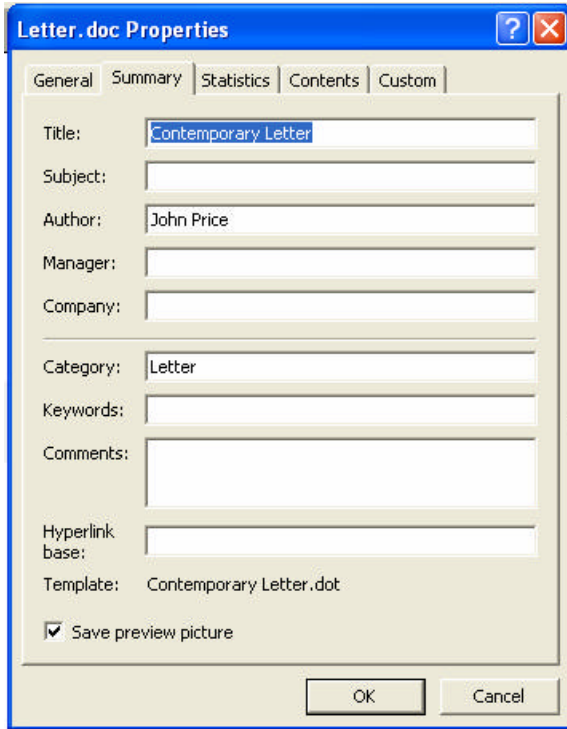 Letter.doc Properties
General Summary Statistics Contents Custom
Title: Contemporary Letter
Subject:
Author: John Price
Manager:
Company:
Category: Letter
Keywords:
Comments:
Hyperlink
base:
Template: Contemporary Letter.dot
Save preview picture
OK Cancel